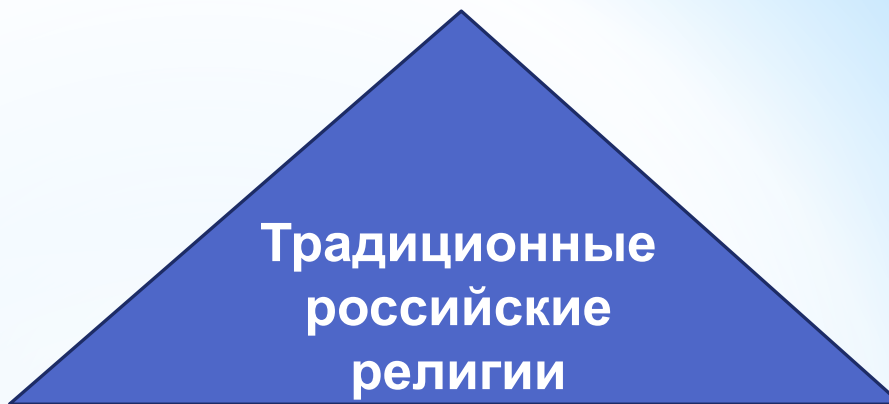 Традиционные
российские
религии